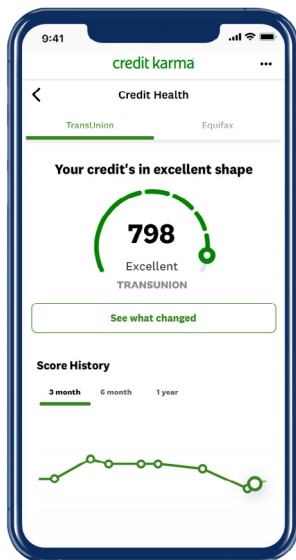 9:41
credit karma
Credit Health
TransUnion Equifax
Your credit's in excellent shape
798
Excellent
TRANSUNION
See what changed
Score History
3 month 6 month 1 year